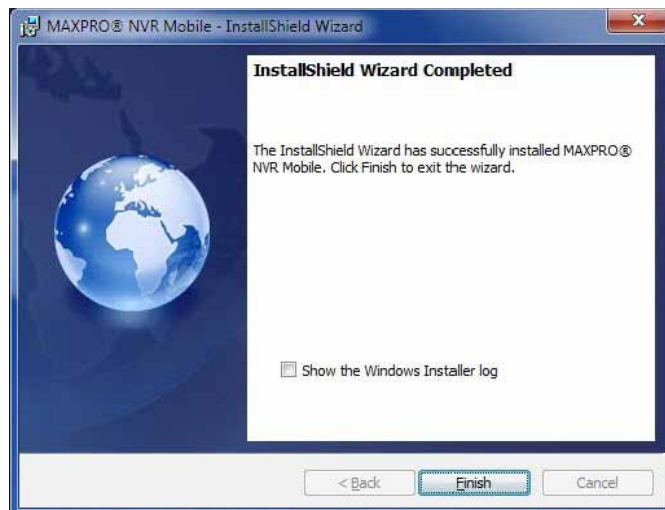 MAXPRO® NVR Mobile - InstallShield Wizard
InstallShield Wizard Completed
The InstallShield Wizard has successfully installed MAXPRO®
NVR Mobile. Click Finish to exit the wizard.
Show the Windows Installer log
< Back Finish Cancel